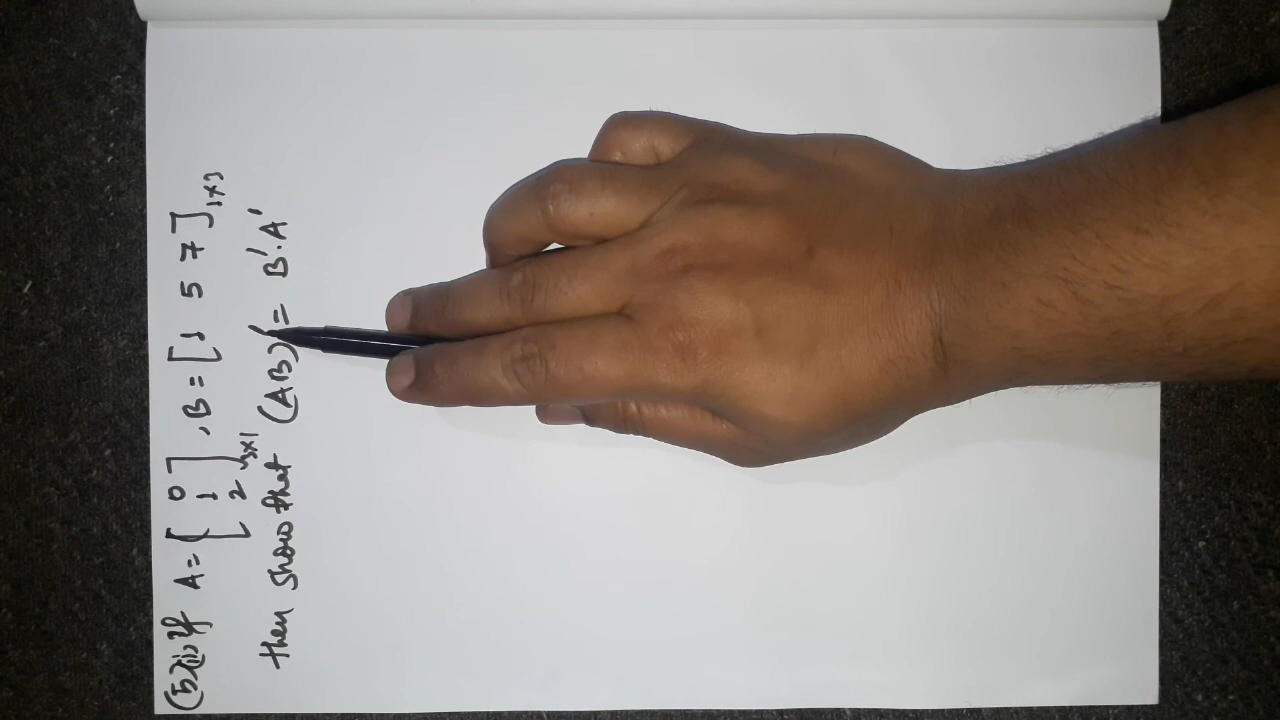 (5)(ii) If A = [ 0 1 2 ]3×1 , B = [ 1 5 7 ]1×3
then show that (AB)' = B'. A'